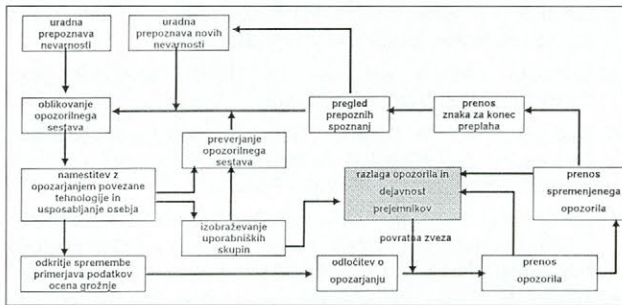 uradna
prepoznava
nevarnosti
uradna
prepoznava novih
nevarnosti
oblikovanje
opozorilnega
sestava
pregled
prepoznih
spoznanj
prenos
znaka za konec
preplaha
preverjanje
opozorilnega
sestava
namestitev z
opozarjanjem povezane
tehnologije in
usposabljanje osebja
razlaga opozorila in
dejavnost
prejemnikov
prenos
spremenjenega
opozorila
izobraževanje
uporabniških
skupin
povratna zveza
odkritje spremembe
primerjava podatkov
ocena grožnje
odločitev o
opozarjanju
prenos
opozorila